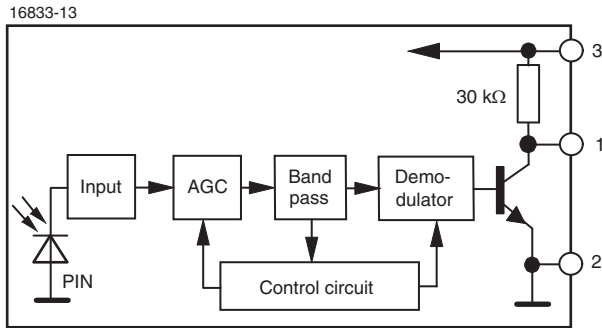 16833-13
3
30 kΩ
1
Input
AGC
Band
pass
Demo-
dulator
2
PIN
Control circuit